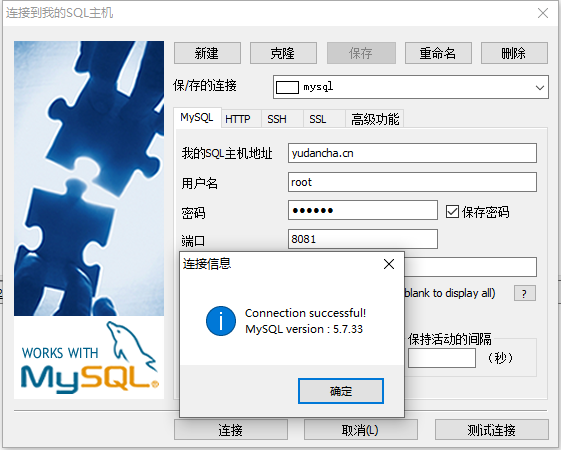 连接到我的SQL主机
新建 克隆 保存 重命名 删除
保/存的连接 mysql
MySQL HTTP SSH SSL 高级功能
我的SQL主机地址 yudancha.cn
用户名 root
密码 ●●●●●● 保存密码
端口 8081
连接信息
blank to display all) ?
Connection successful!
MySQL version : 5.7.33
保持活动的间隔
（秒）
确定
WORKS WITH
MySQL®
连接 取消(L) 测试连接